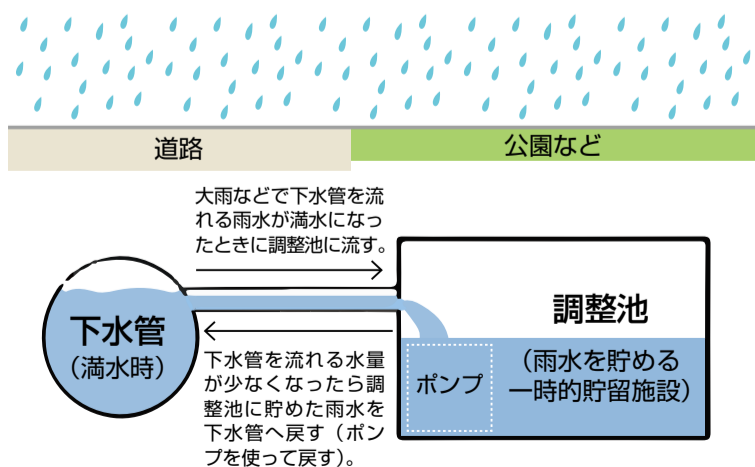 道路
公園など
大雨などで下水管を流
れる雨水が満水になっ
たときに調整池に流す。
下水管
(満水時)
調整池
(雨水を貯める
一時的貯留施設)
ポンプ
下水管を流れる水量
が少なくなったら調
整池に貯めた雨水を
下水管へ戻す(ポン
プを使って戻す)。